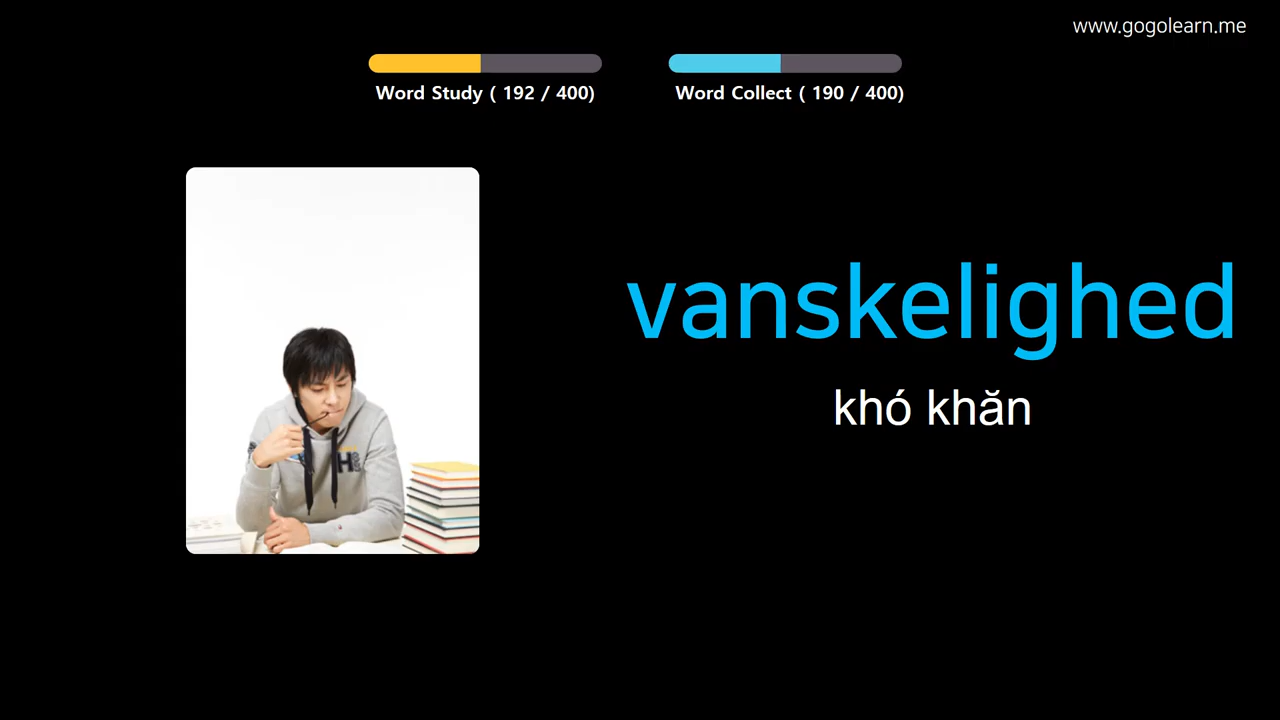 www.gogolearn.me
Word Study ( 192 / 400)
Word Collect ( 190 / 400)
vanskelighed
khó khăn
H